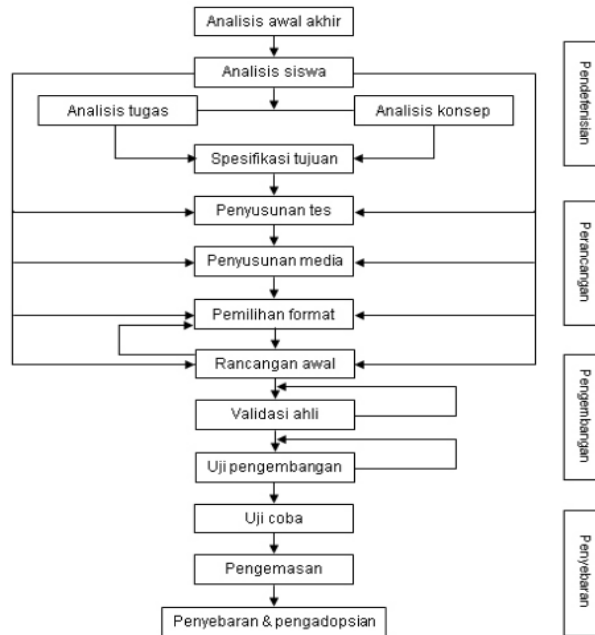 Analisis awal akhir
Analisis siswa
Analisis tugas
Analisis konsep
Spesifikasi tujuan
Penyusunan tes
Penyusunan media
Pemilihan format
Rancangan awal
Validasi ahli
Uji pengembangan
Uji coba
Pengemasan
Penyebaran & pengadopsian
Pendefenisian
Perancangan
Pengembangan
Penyebaran